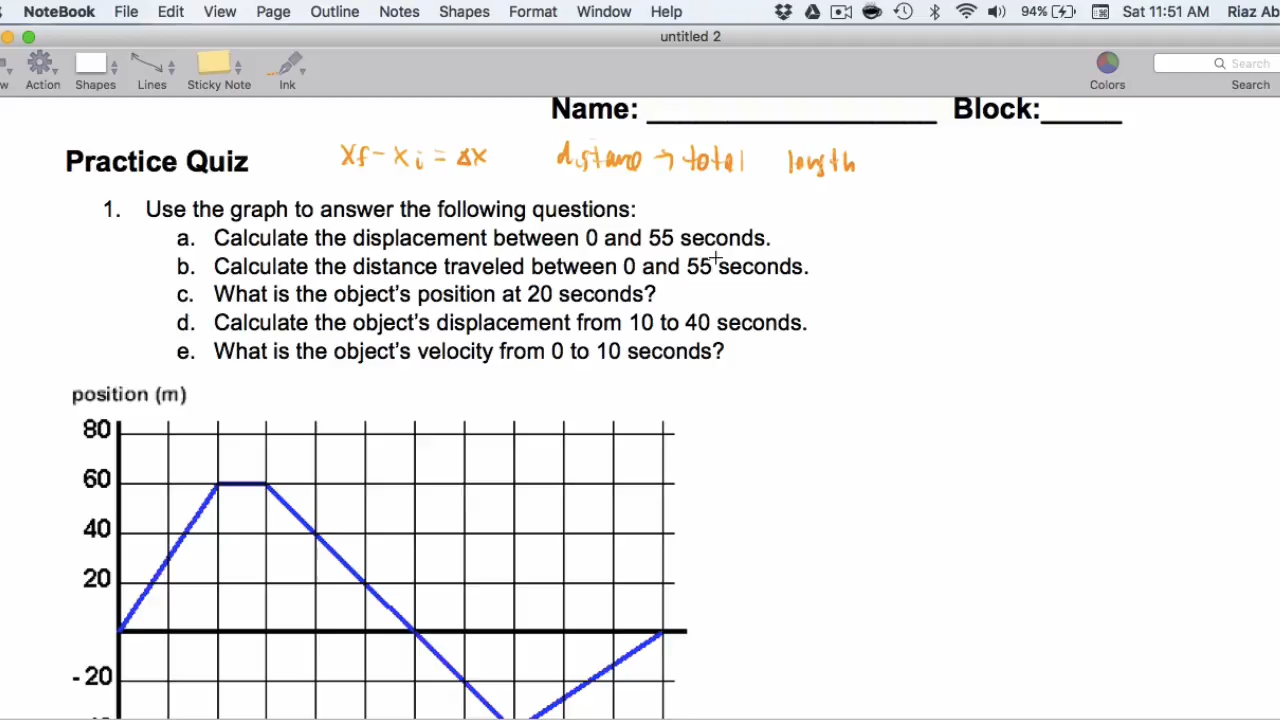 NoteBook File Edit View Page Outline Notes Shapes Format Window Help 94% Sat 11:51 AM Riaz Ab
untitled 2
w Action Shapes Lines Sticky Note Ink Colors Search Search
Name: ____________________ Block:______
Practice Quiz xf - xi = Δx distance → total length
1. Use the graph to answer the following questions:
a. Calculate the displacement between 0 and 55 seconds.
b. Calculate the distance traveled between 0 and 55 seconds.
c. What is the object's position at 20 seconds?
d. Calculate the object's displacement from 10 to 40 seconds.
e. What is the object's velocity from 0 to 10 seconds?
position (m)
80
60
40
20
-20